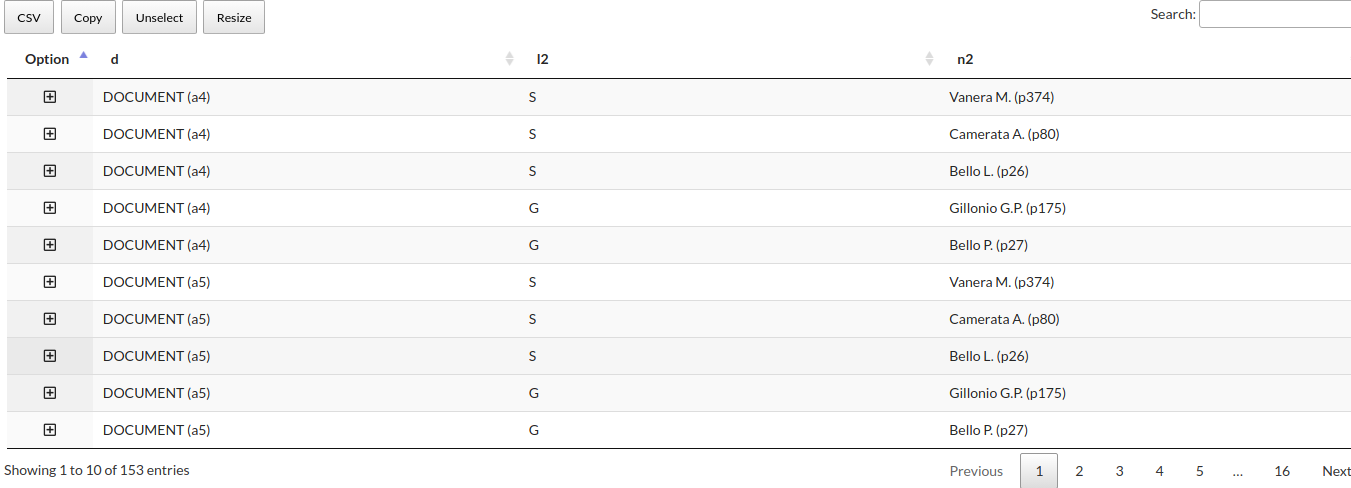 CSV Copy Unselect Resize Search:
Option d l2 n2
DOCUMENT (a4) S Vanera M. (p374)
DOCUMENT (a4) S Camerata A. (p80)
DOCUMENT (a4) S Bello L. (p26)
DOCUMENT (a4) G Gillonio G.P. (p175)
DOCUMENT (a4) G Bello P. (p27)
DOCUMENT (a5) S Vanera M. (p374)
DOCUMENT (a5) S Camerata A. (p80)
DOCUMENT (a5) S Bello L. (p26)
DOCUMENT (a5) G Gillonio G.P. (p175)
DOCUMENT (a5) G Bello P. (p27)
Showing 1 to 10 of 153 entries Previous 1 2 3 4 5 … 16 Next